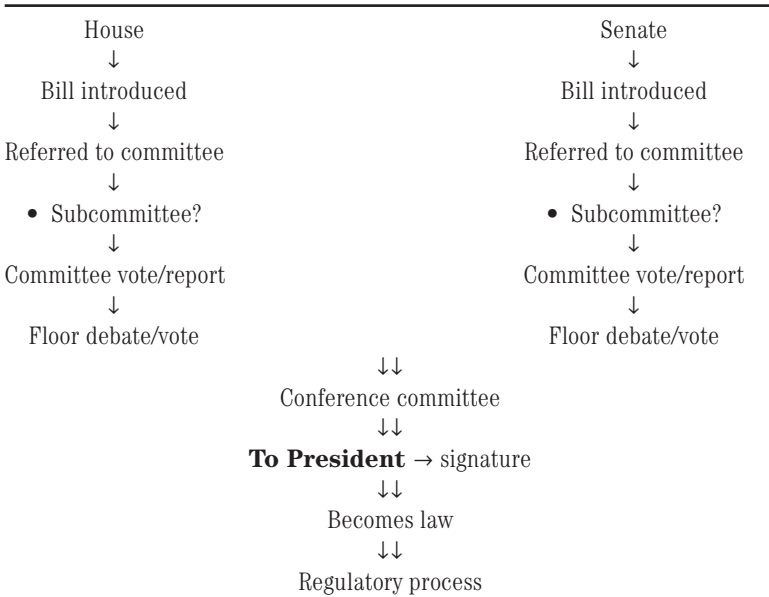 House Senate
↓ ↓
Bill introduced Bill introduced
↓ ↓
Referred to committee Referred to committee
↓ ↓
• Subcommittee? • Subcommittee?
↓ ↓
Committee vote/report Committee vote/report
↓ ↓
Floor debate/vote Floor debate/vote
↓↓
Conference committee
↓↓
To President → signature
↓↓
Becomes law
↓↓
Regulatory process